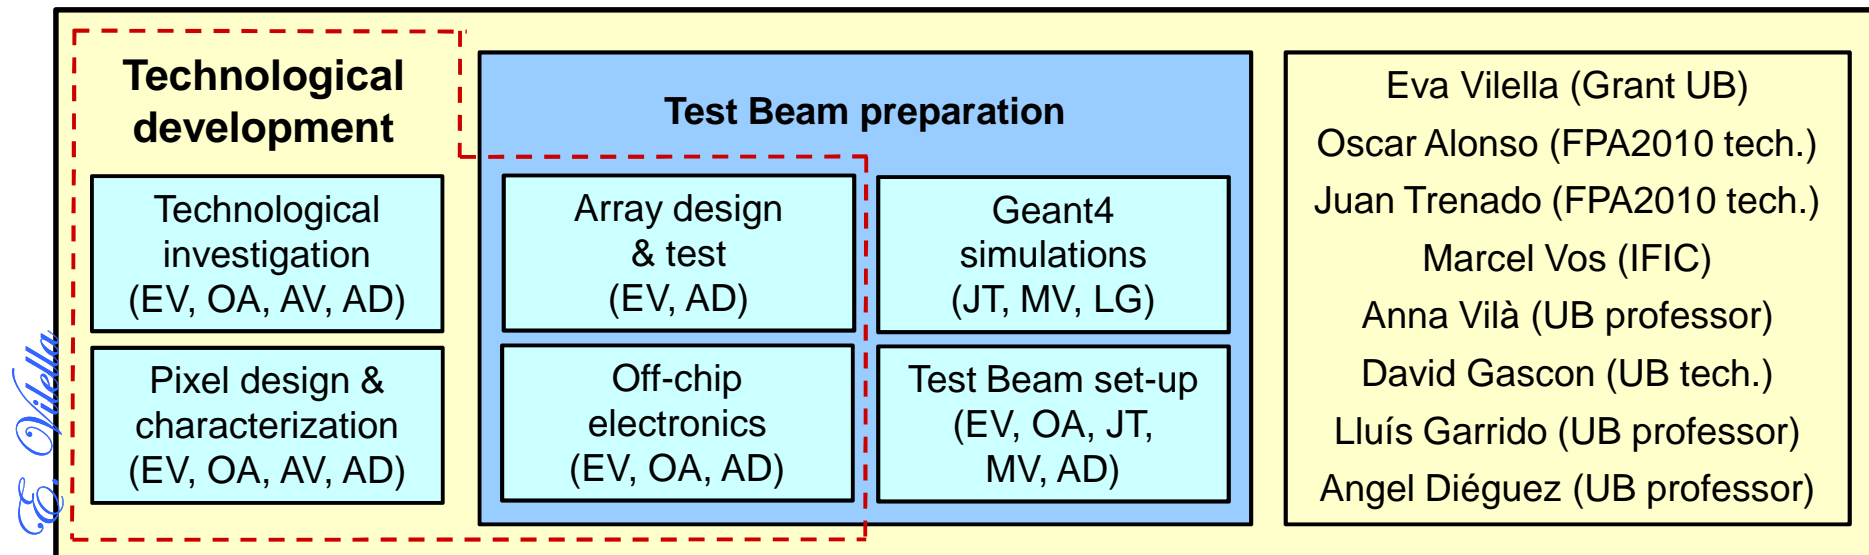 Technological
development
Technological
investigation
(EV, OA, AV, AD)
Pixel design &
characterization
(EV, OA, AV, AD)
Test Beam preparation
Array design
& test
(EV, AD)
Geant4
simulations
(JT, MV, LG)
Off-chip
electronics
(EV, OA, AD)
Test Beam set-up
(EV, OA, JT,
MV, AD)
Eva Vilella (Grant UB)
Oscar Alonso (FPA2010 tech.)
Juan Trenado (FPA2010 tech.)
Marcel Vos (IFIC)
Anna Vilà (UB professor)
David Gascon (UB tech.)
Lluís Garrido (UB professor)
Angel Diéguez (UB professor)
E. Vilella